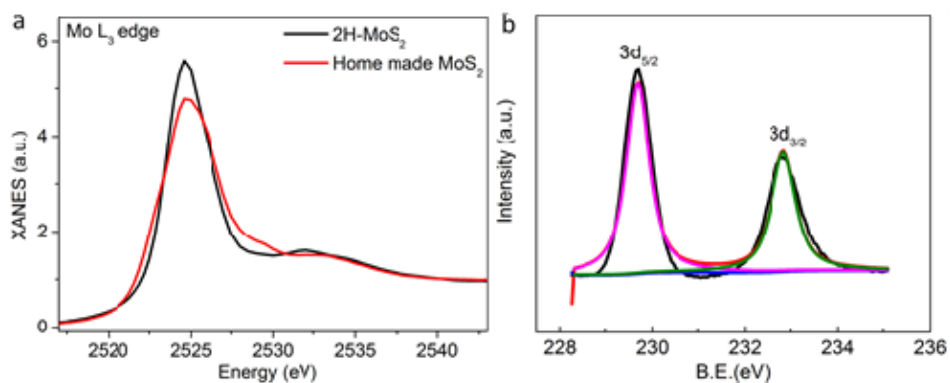 a
Mo L₃ edge
2H-MoS₂
Home made MoS₂
XANES (a.u.)
6
4
2
0
2520 2525 2530 2535 2540
Energy (eV)
b
3d₅/₂
3d₃/₂
Intensity (a.u.)
228 230 232 234 236
B.E.(eV)